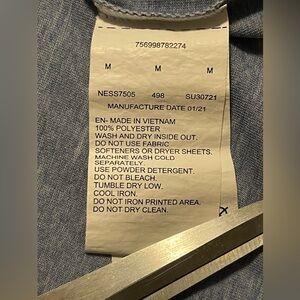 756998782274
M M M
NESS7505 498 SU30721
MANUFACTURE DATE 01/21
EN- MADE IN VIETNAM
100% POLYESTER
WASH AND DRY INSIDE OUT.
DO NOT USE FABRIC
SOFTENERS OR DRYER SHEETS.
MACHINE WASH COLD
SEPARATELY.
USE POWDER DETERGENT.
DO NOT BLEACH.
TUMBLE DRY LOW.
COOL IRON.
DO NOT IRON PRINTED AREA.
DO NOT DRY CLEAN.